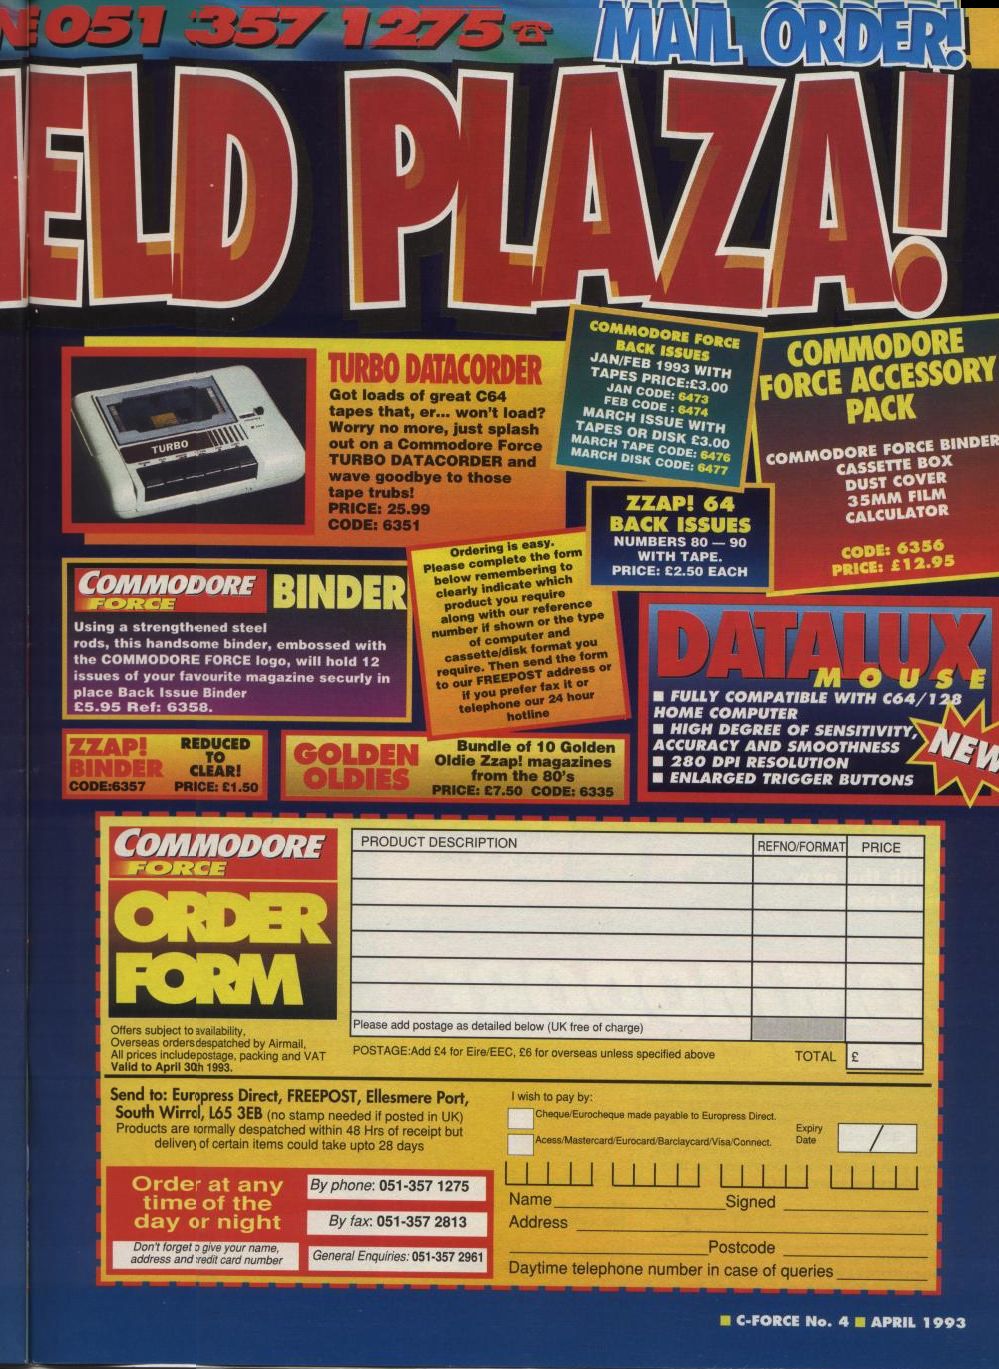 051 357 1275 ☎
MAIL ORDER!
ELD PLAZA!
TURBO DATACORDER
Got loads of great C64
tapes that, er... won't load?
Worry no more, just splash
out on a Commodore Force
TURBO DATACORDER and
wave goodbye to those
tape trubs!
PRICE: 25.99
CODE: 6351
TURBO
COMMODORE FORCE
BACK ISSUES
JAN/FEB 1993 WITH
TAPES PRICE:£3.00
JAN CODE: 6473
FEB CODE : 6474
MARCH ISSUE WITH
TAPES OR DISK £3.00
MARCH TAPE CODE: 6476
MARCH DISK CODE: 6477
COMMODORE
FORCE ACCESSORY
PACK
COMMODORE FORCE BINDER
CASSETTE BOX
DUST COVER
35MM FILM
CALCULATOR
CODE: 6356
PRICE: £12.95
ZZAP! 64
BACK ISSUES
NUMBERS 80 — 90
WITH TAPE.
PRICE: £2.50 EACH
Ordering is easy.
Please complete the form
below remembering to
clearly indicate which
product you require
along with our reference
number if shown or the type
of computer and
cassette/disk format you
require. Then send the form
to our FREEPOST address or
if you prefer fax it or
telephone our 24 hour
hotline
COMMODORE
FORCE
BINDER
Using a strengthened steel
rods, this handsome binder, embossed with
the COMMODORE FORCE logo, will hold 12
issues of your favourite magazine securly in
place Back Issue Binder
£5.95 Ref: 6358.
DATALUX
MOUSE
■ FULLY COMPATIBLE WITH C64/128
HOME COMPUTER
■ HIGH DEGREE OF SENSITIVITY,
ACCURACY AND SMOOTHNESS
■ 280 DPI RESOLUTION
■ ENLARGED TRIGGER BUTTONS
NEW
ZZAP!
BINDER
CODE:6357
REDUCED
TO
CLEAR!
PRICE: £1.50
GOLDEN
OLDIES
Bundle of 10 Golden
Oldie Zzap! magazines
from the 80's
PRICE: £7.50 CODE: 6335
COMMODORE
FORCE
ORDER
FORM
PRODUCT DESCRIPTION REFNO/FORMAT PRICE
Please add postage as detailed below (UK free of charge)
POSTAGE:Add £4 for Eire/EEC, £6 for overseas unless specified above
TOTAL £
Offers subject to availability,
Overseas orders despatched by Airmail,
All prices include postage, packing and VAT
Valid to April 30th 1993.
Send to: Europress Direct, FREEPOST, Ellesmere Port,
South Wirral, L65 3EB (no stamp needed if posted in UK)
Products are normally despatched within 48 Hrs of receipt but
delivery of certain items could take upto 28 days
I wish to pay by:
Cheque/Eurocheque made payable to Europress Direct.
Acess/Mastercard/Eurocard/Barclaycard/Visa/Connect.
Expiry
Date
/
Order at any
time of the
day or night
Don't forget to give your name,
address and credit card number
By phone: 051-357 1275
By fax: 051-357 2813
General Enquiries: 051-357 2961
Name Signed
Address
Postcode
Daytime telephone number in case of queries
■ C-FORCE No. 4 ■ APRIL 1993